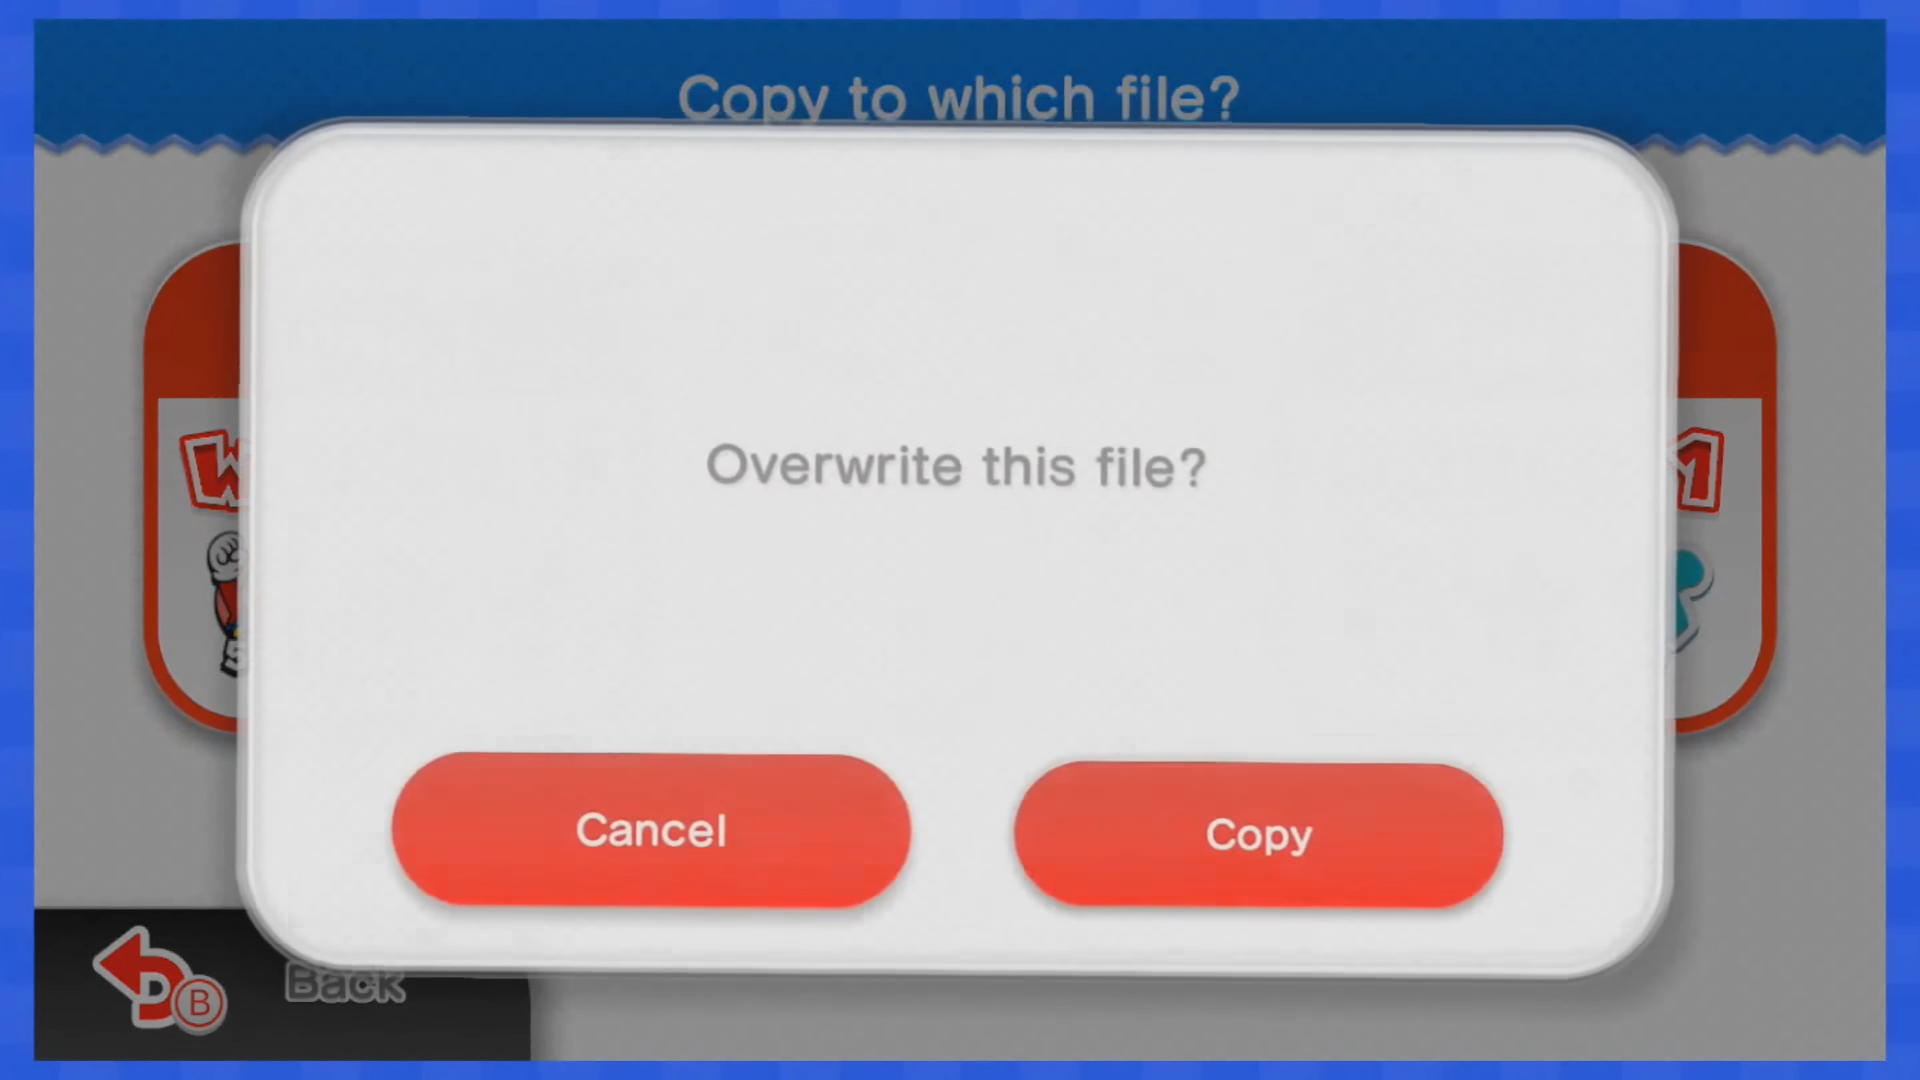 Copy to which file?
Overwrite this file?
Cancel
Copy
B
Back